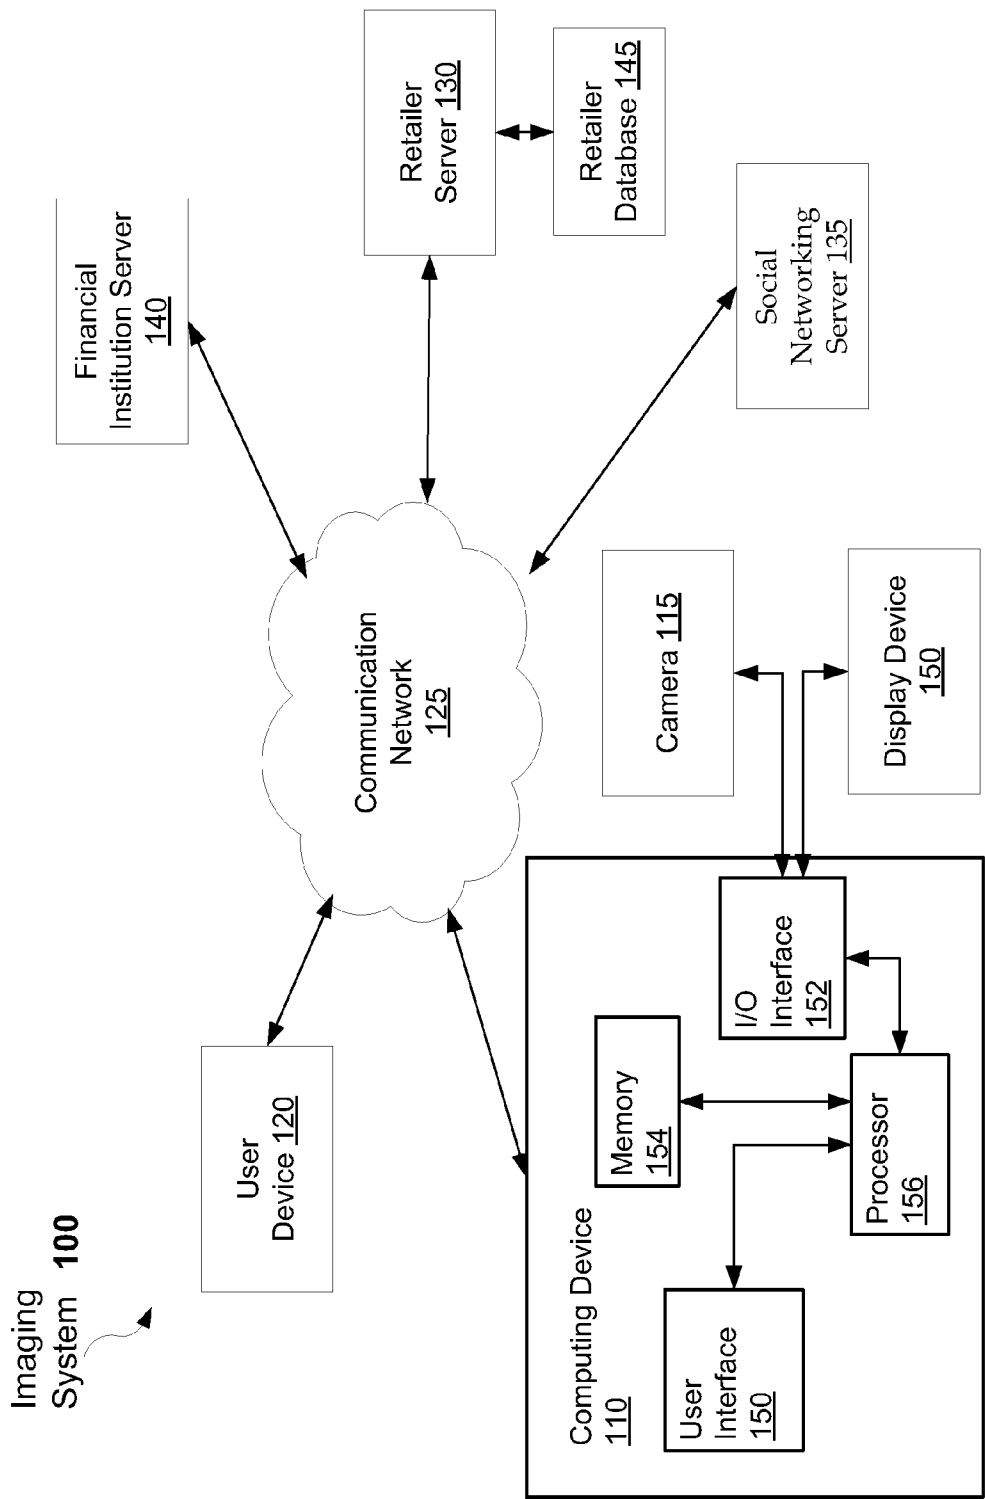 Imaging
System 100
User
Device 120
Communication
Network
125
Financial
Institution Server
140
Retailer
Server 130
Retailer
Database 145
Social
Networking
Server 135
Computing Device
110
User
Interface
150
Memory
154
Processor
156
I/O
Interface
152
Camera 115
Display Device
150